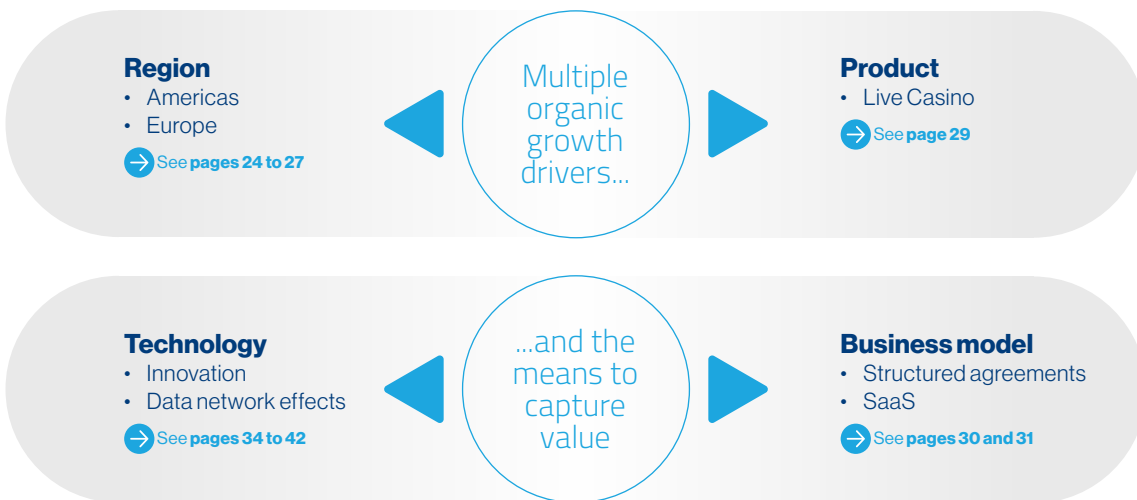 Region
• Americas
• Europe
See pages 24 to 27
Multiple
organic
growth
drivers...
Product
• Live Casino
See page 29
Technology
• Innovation
• Data network effects
See pages 34 to 42
...and the
means to
capture
value
Business model
• Structured agreements
• SaaS
See pages 30 and 31